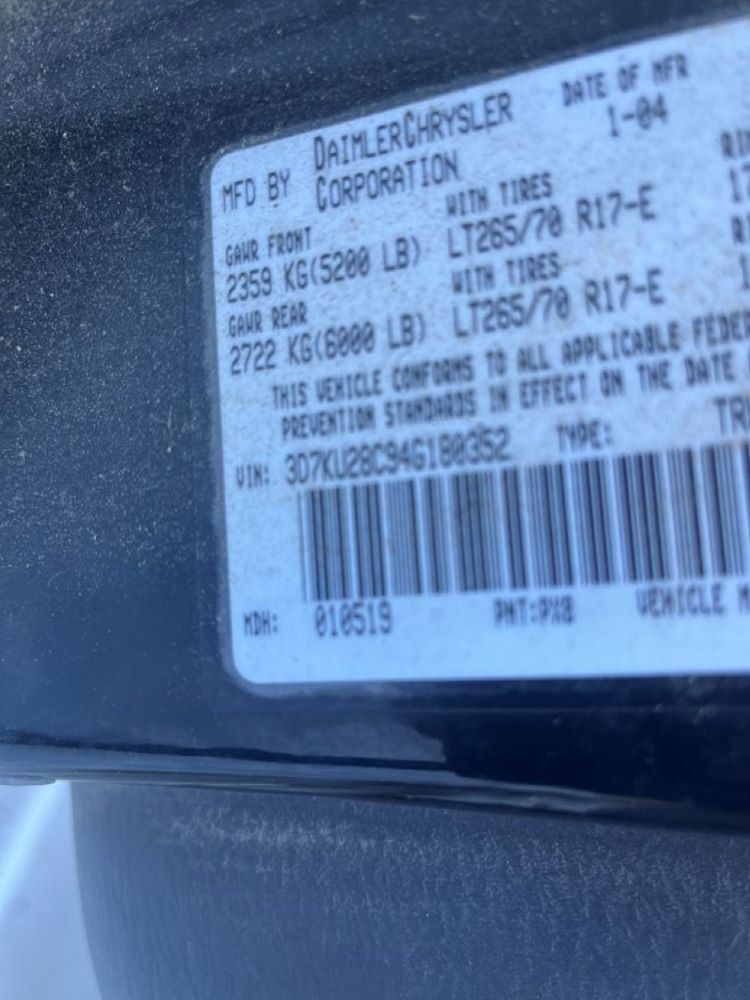 MFD BY DAIMLERCHRYSLER CORPORATION
DATE OF MFR
1-04
GAWR FRONT WITH TIRES
2359 KG(5200 LB) LT265/70 R17-E
GAWR REAR WITH TIRES
2722 KG(6000 LB) LT265/70 R17-E
THIS VEHICLE CONFORMS TO ALL APPLICABLE
PREVENTION STANDARDS IN EFFECT ON THE DATE
VIN: 3D7KU28C94G180352 TYPE:
MDH: 010519 PNT:PX8 VEHICLE